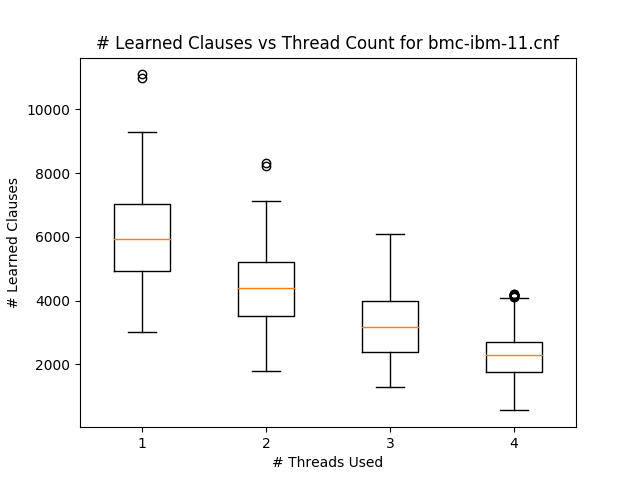 # Learned Clauses vs Thread Count for bmc-ibm-11.cnf
10000
8000
6000
4000
2000
# Learned Clauses
1 2 3 4
# Threads Used